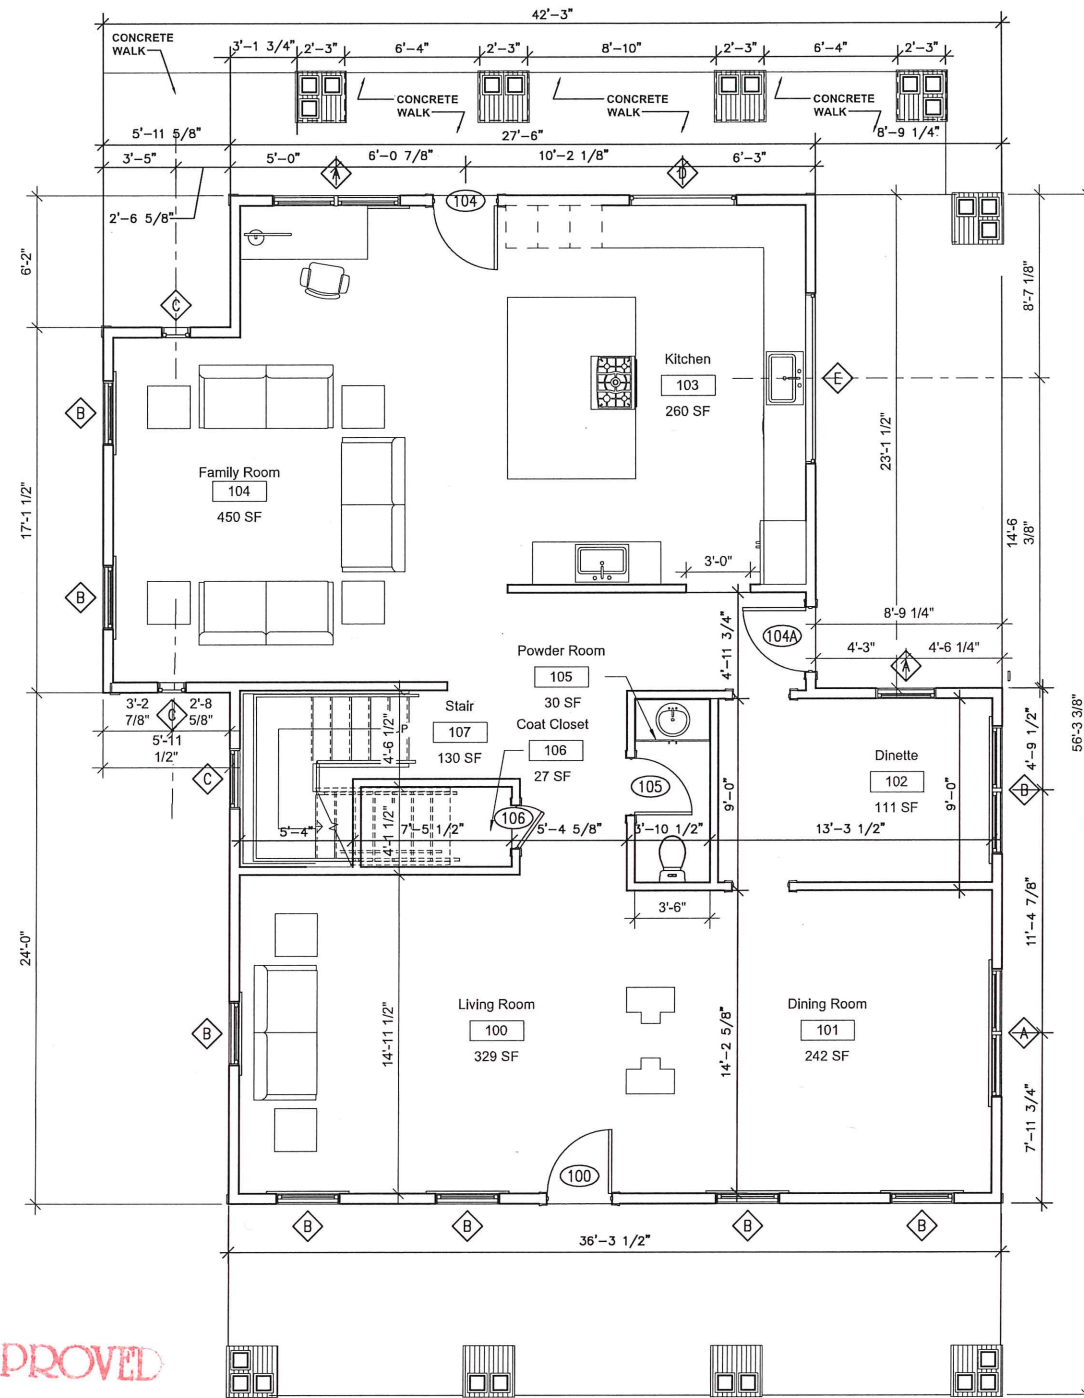 42'-3"
CONCRETE
WALK
3'-1 3/4"
2'-3"
6'-4"
2'-3"
8'-10"
2'-3"
6'-4"
2'-3"
CONCRETE
WALK
CONCRETE
WALK
CONCRETE
WALK
5'-11 5/8"
27'-6"
8'-9 1/4"
3'-5"
5'-0"
6'-0 7/8"
10'-2 1/8"
6'-3"
A
D
104
2'-6 5/8"
6'-2"
8'-7 1/8"
C
Kitchen
103
260 SF
E
B
23'-1 1/2"
Family Room
104
450 SF
17'-1 1/2"
14'-6
3/8"
3'-0"
B
8'-9 1/4"
104A
4'-11 3/4"
4'-3"
4'-6 1/4"
A
Powder Room
105
30 SF
3'-2
7/8"
2'-8
5/8"
C
Stair
107
130 SF
Coat Closet
106
27 SF
56'-3 3/8"
5'-11
1/2"
4'-6 1/2"
4'-9 1/2"
C
Dinette
102
111 SF
105
9'-0"
9'-0"
B
106
5'-4"
7'-5 1/2"
4'-1 1/2"
5'-4 5/8"
3'-10 1/2"
13'-3 1/2"
3'-6"
11'-4 7/8"
24'-0"
Living Room
100
329 SF
Dining Room
101
242 SF
B
14'-11 1/2"
14'-2 5/8"
A
7'-11 3/4"
100
B
B
B
B
36'-3 1/2"
PROVED